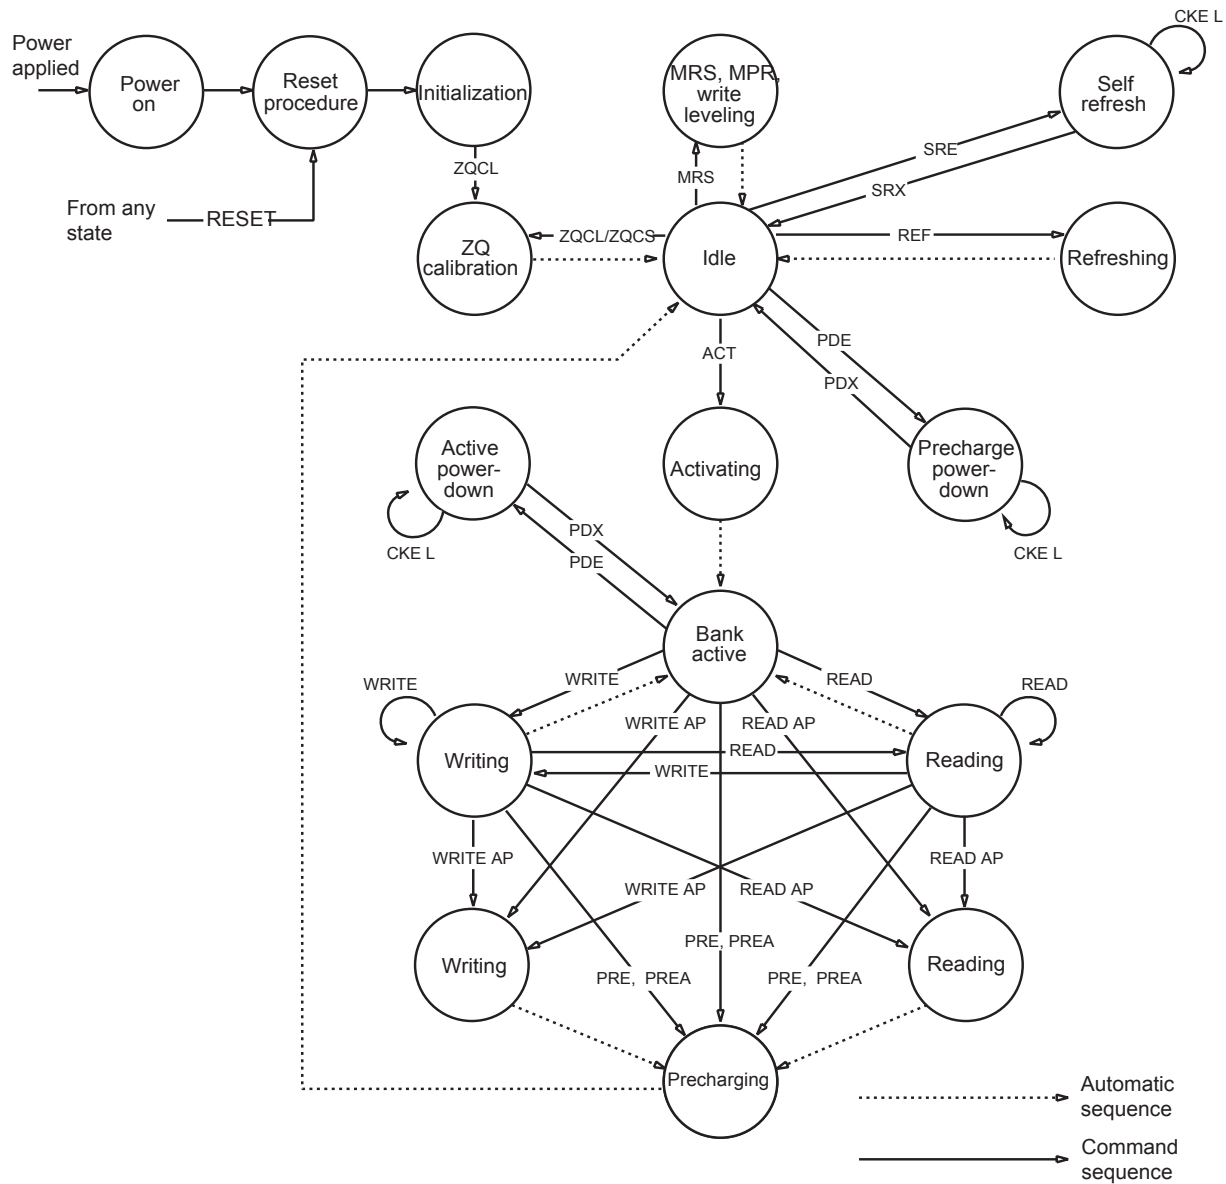 CKE L
Power
applied
Power
on
Reset
procedure
Initialization
MRS, MPR,
write
leveling
Self
refresh
ZQCL
SRE
MRS
SRX
From any
state
RESET
ZQCL/ZQCS
REF
ZQ
calibration
Idle
Refreshing
ACT
PDE
PDX
Active
power-
down
Activating
Precharge
power-
down
PDX
CKE L
PDE
CKE L
Bank
active
WRITE
WRITE
READ
READ
WRITE AP
READ AP
Writing
READ
Reading
WRITE
WRITE AP
READ AP
WRITE AP
READ AP
PRE, PREA
Writing
Reading
PRE, PREA
PRE, PREA
Precharging
Automatic
sequence
Command
sequence